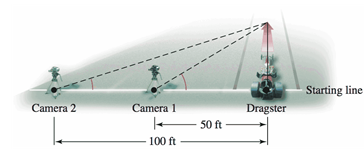 Starting line
Camera 2
Camera 1
Dragster
50 ft
100 ft